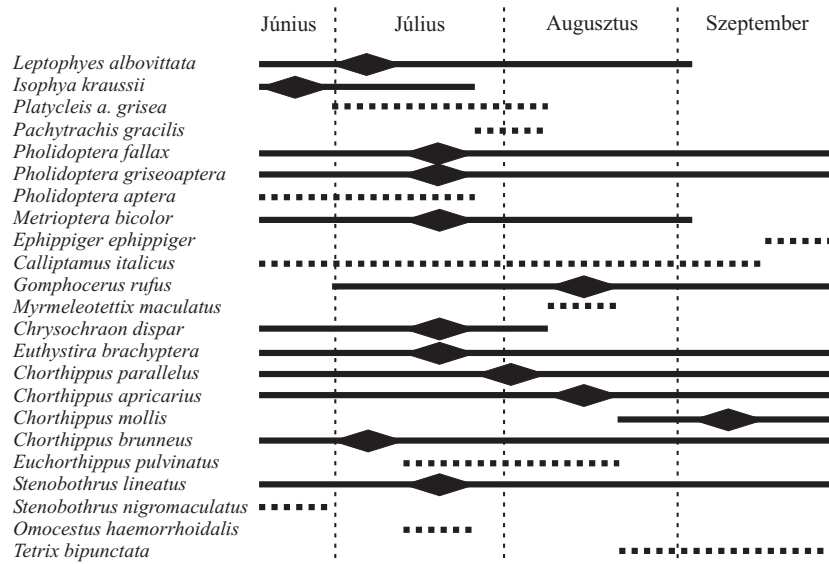 Június Július Augusztus Szeptember
Leptophyes albovittata
Isophya kraussii
Platycleis a. grisea
Pachytrachis gracilis
Pholidoptera fallax
Pholidoptera griseoaptera
Pholidoptera aptera
Metrioptera bicolor
Ephippiger ephippiger
Calliptamus italicus
Gomphocerus rufus
Myrmeleotettix maculatus
Chrysochraon dispar
Euthystira brachyptera
Chorthippus parallelus
Chorthippus apricarius
Chorthippus mollis
Chorthippus brunneus
Euchorthippus pulvinatus
Stenobothrus lineatus
Stenobothrus nigromaculatus
Omocestus haemorrhoidalis
Tetrix bipunctata